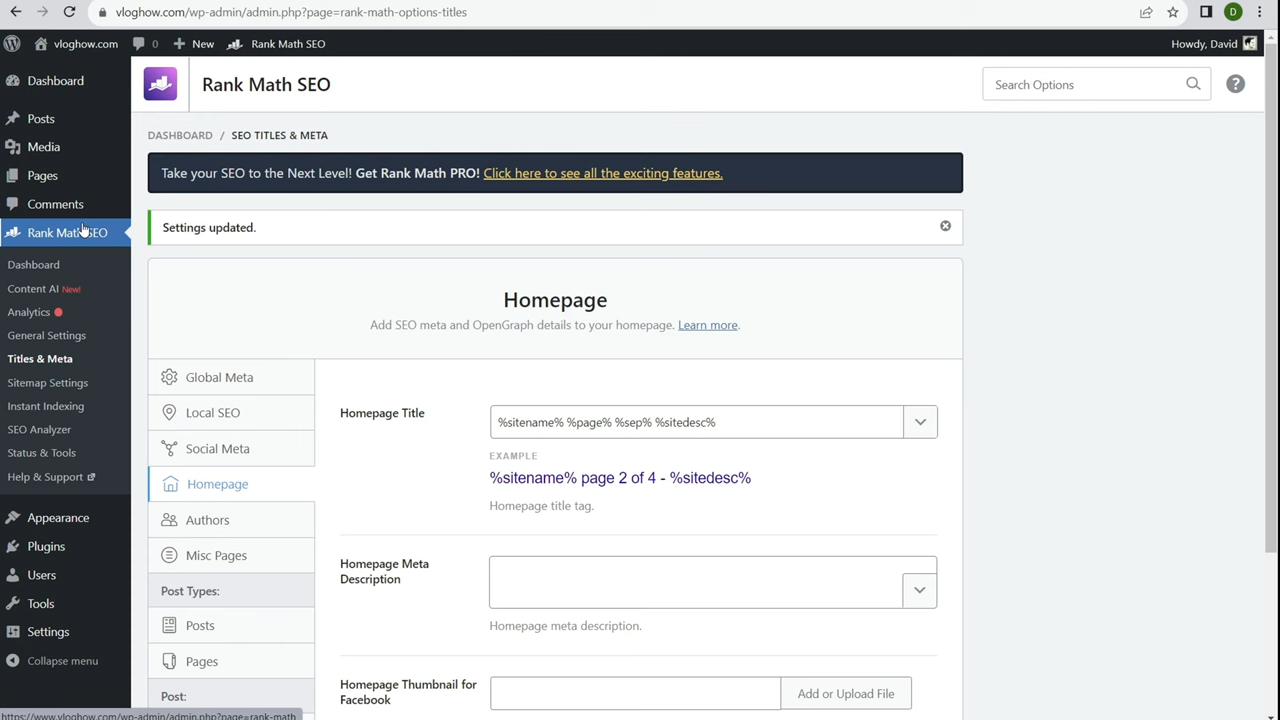 vloghow.com/wp-admin/admin.php?page=rank-math-options-titles
D
vloghow.com
0
New
Rank Math SEO
Howdy, David
Dashboard
Posts
Media
Pages
Comments
Rank Math SEO
Dashboard
Content AI New!
Analytics
General Settings
Titles & Meta
Sitemap Settings
Instant Indexing
SEO Analyzer
Status & Tools
Help & Support
Appearance
Plugins
Users
Tools
Settings
Collapse menu
Rank Math SEO
Search Options
?
DASHBOARD / SEO TITLES & META
Take your SEO to the Next Level! Get Rank Math PRO! Click here to see all the exciting features.
Settings updated.
Homepage
Add SEO meta and OpenGraph details to your homepage. Learn more.
Global Meta
Local SEO
Social Meta
Homepage
Authors
Misc Pages
Post Types:
Posts
Pages
Post:
Homepage Title
%sitename% %page% %sep% %sitedesc%
EXAMPLE
%sitename% page 2 of 4 - %sitedesc%
Homepage title tag.
Homepage Meta
Description
Homepage meta description.
Homepage Thumbnail for
Facebook
Add or Upload File
https://www.vloghow.com/wp-admin/admin.php?page=rank-math